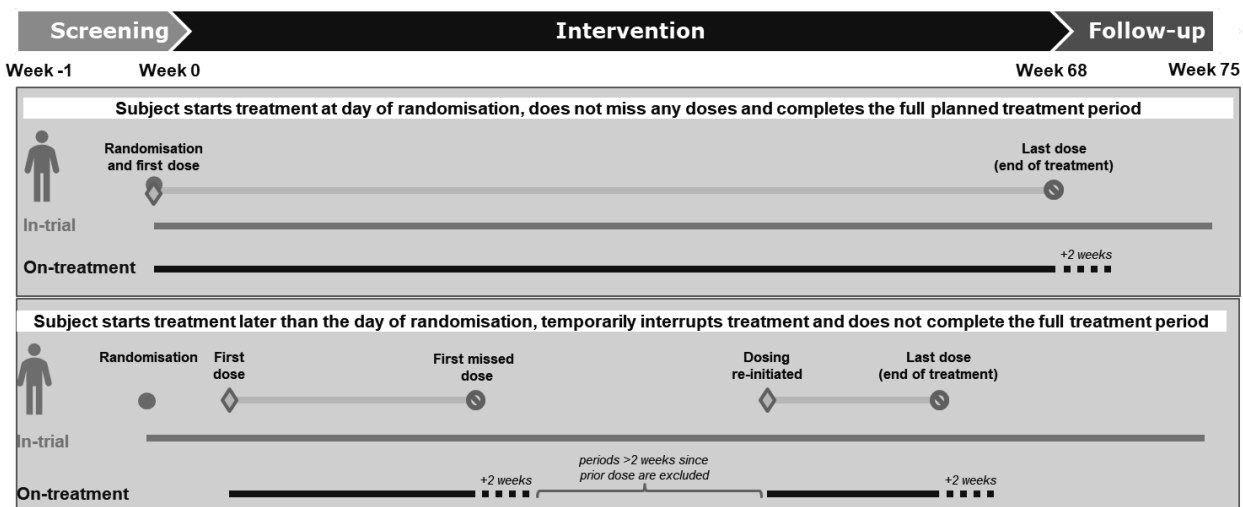 Screening
Intervention
Follow-up
Week -1
Week 0
Week 68
Week 75
Subject starts treatment at day of randomisation, does not miss any doses and completes the full planned treatment period
Randomisation
and first dose
Last dose
(end of treatment)
In-trial
On-treatment
+2 weeks
Subject starts treatment later than the day of randomisation, temporarily interrupts treatment and does not complete the full treatment period
Randomisation
First
dose
First missed
dose
Dosing
re-initiated
Last dose
(end of treatment)
In-trial
On-treatment
+2 weeks
periods >2 weeks since
prior dose are excluded
+2 weeks